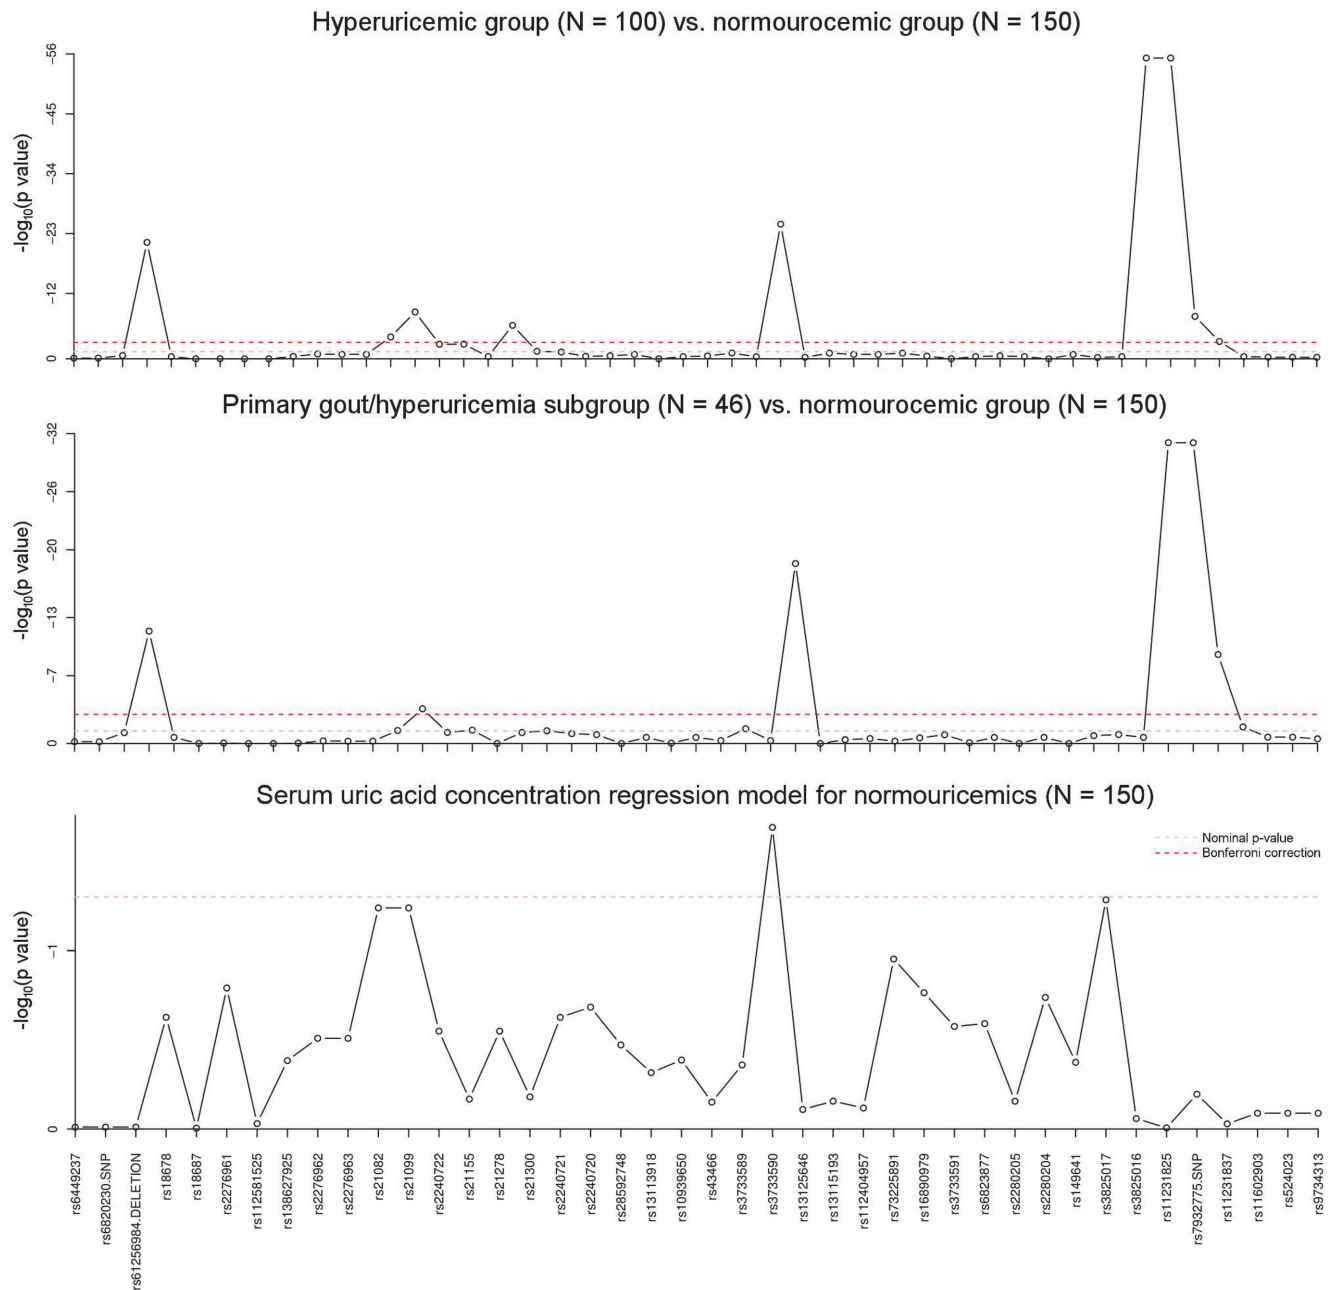 Hyperuricemic group (N = 100) vs. normourocemic group (N = 150)
-log10(p value)
−56
−45
−34
−23
−12
0
Primary gout/hyperuricemia subgroup (N = 46) vs. normourocemic group (N = 150)
-log10(p value)
−32
−26
−20
−13
−7
0
Serum uric acid concentration regression model for normouricemics (N = 150)
Nominal p-value
Bonferroni correction
-log10(p value)
−1
0
rs6449237
rs6820230.SNP
rs61256984.DELETION
rs18678
rs18687
rs2276961
rs112581525
rs138627925
rs2276962
rs2276963
rs21082
rs21099
rs2240722
rs21155
rs21278
rs21300
rs2240721
rs2240720
rs28592748
rs13113918
rs10939650
rs43466
rs3733589
rs3733590
rs13125646
rs13115193
rs112404957
rs73225891
rs16890979
rs3733591
rs6823877
rs2280205
rs2280204
rs149641
rs3825017
rs3825016
rs11231825
rs7932775.SNP
rs11231837
rs11602903
rs524023
rs9734313